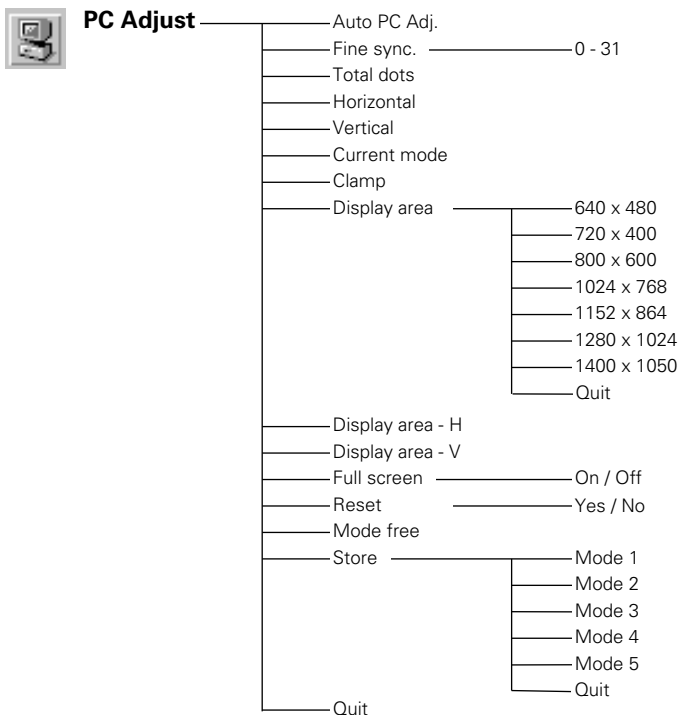 PC Adjust
Auto PC Adj.
Fine sync. 0 - 31
Total dots
Horizontal
Vertical
Current mode
Clamp
Display area 640 x 480
720 x 400
800 x 600
1024 x 768
1152 x 864
1280 x 1024
1400 x 1050
Quit
Display area - H
Display area - V
Full screen On / Off
Reset Yes / No
Mode free
Store Mode 1
Mode 2
Mode 3
Mode 4
Mode 5
Quit
Quit